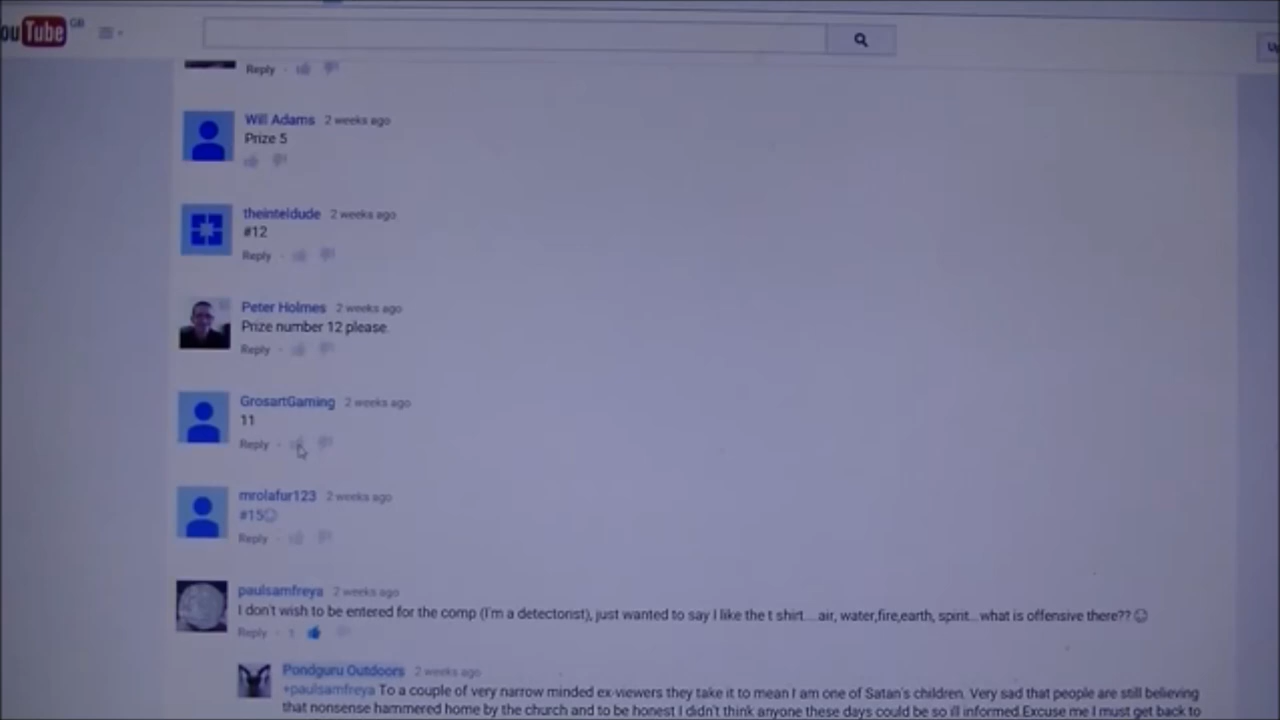 ouTube GB
Up
Reply
Will Adams 2 weeks ago
Prize 5
theinteldude 2 weeks ago
#12
Reply
Peter Holmes 2 weeks ago
Prize number 12 please.
Reply
GrosartGaming 2 weeks ago
11
Reply
mrolafur123 2 weeks ago
#15
Reply
paulsamfreya 2 weeks ago
I don't wish to be entered for the comp (I'm a detectorist), just wanted to say I like the t shirt.... air, water,fire,earth, spirit... what is offensive there??
Reply · 1
Pondguru Outdoors 2 weeks ago
+paulsamfreya To a couple of very narrow minded ex-viewers they take it to mean I am one of Satan's children. Very sad that people are still believing
that nonsense hammered home by the church and to be honest I didn't think anyone these days could be so ill informed.Excuse me I must get back to